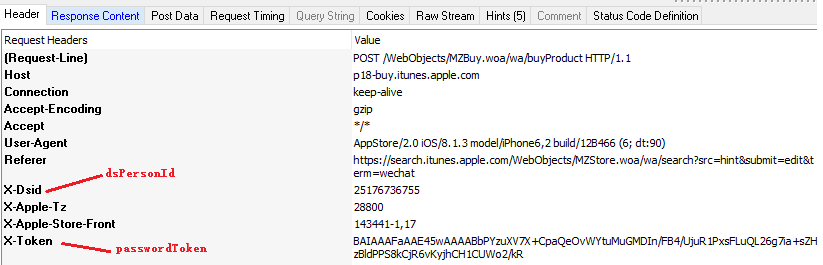 Header Response Content Post Data Request Timing Query String Cookies Raw Stream Hints (5) Comment Status Code Definition
Request Headers Value
(Request-Line) POST /WebObjects/MZBuy.woa/wa/buyProduct HTTP/1.1
Host p18-buy.itunes.apple.com
Connection keep-alive
Accept-Encoding gzip
Accept */*
User-Agent AppStore/2.0 iOS/8.1.3 model/iPhone6,2 build/12B466 (6; dt:90)
Referer https://search.itunes.apple.com/WebObjects/MZStore.woa/wa/search?src=hint&submit=edit&t
erm=wechat
dsPersonId
X-Dsid 25176736755
X-Apple-Tz 28800
X-Apple-Store-Front 143441-1,17
X-Token BAIAAAFaAAE45wAAAABbPYzuXV7X+CpaQeOvWYtuMuGMDIn/FB4/UjuR1PxsFLuQL26g7ia+sZH
passwordToken
zBldPPS8kCjR6vKyjhCH1CUWo2/kR